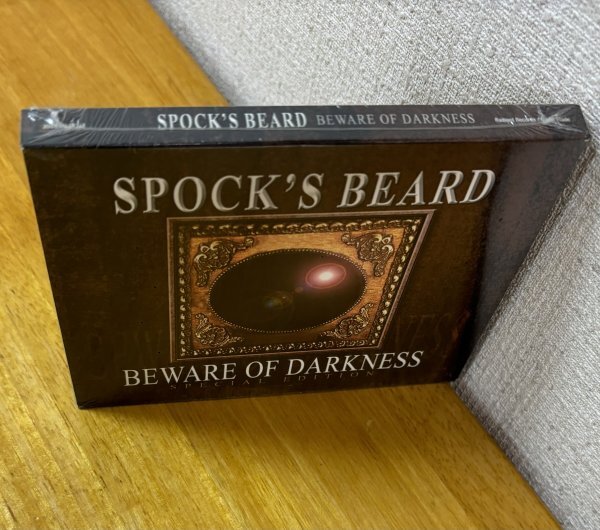 SPOCK'S BEARD BEWARE OF DARKNESS
SPOCK'S BEARD
BEWARE OF DARKNESS
SPECIAL EDITION